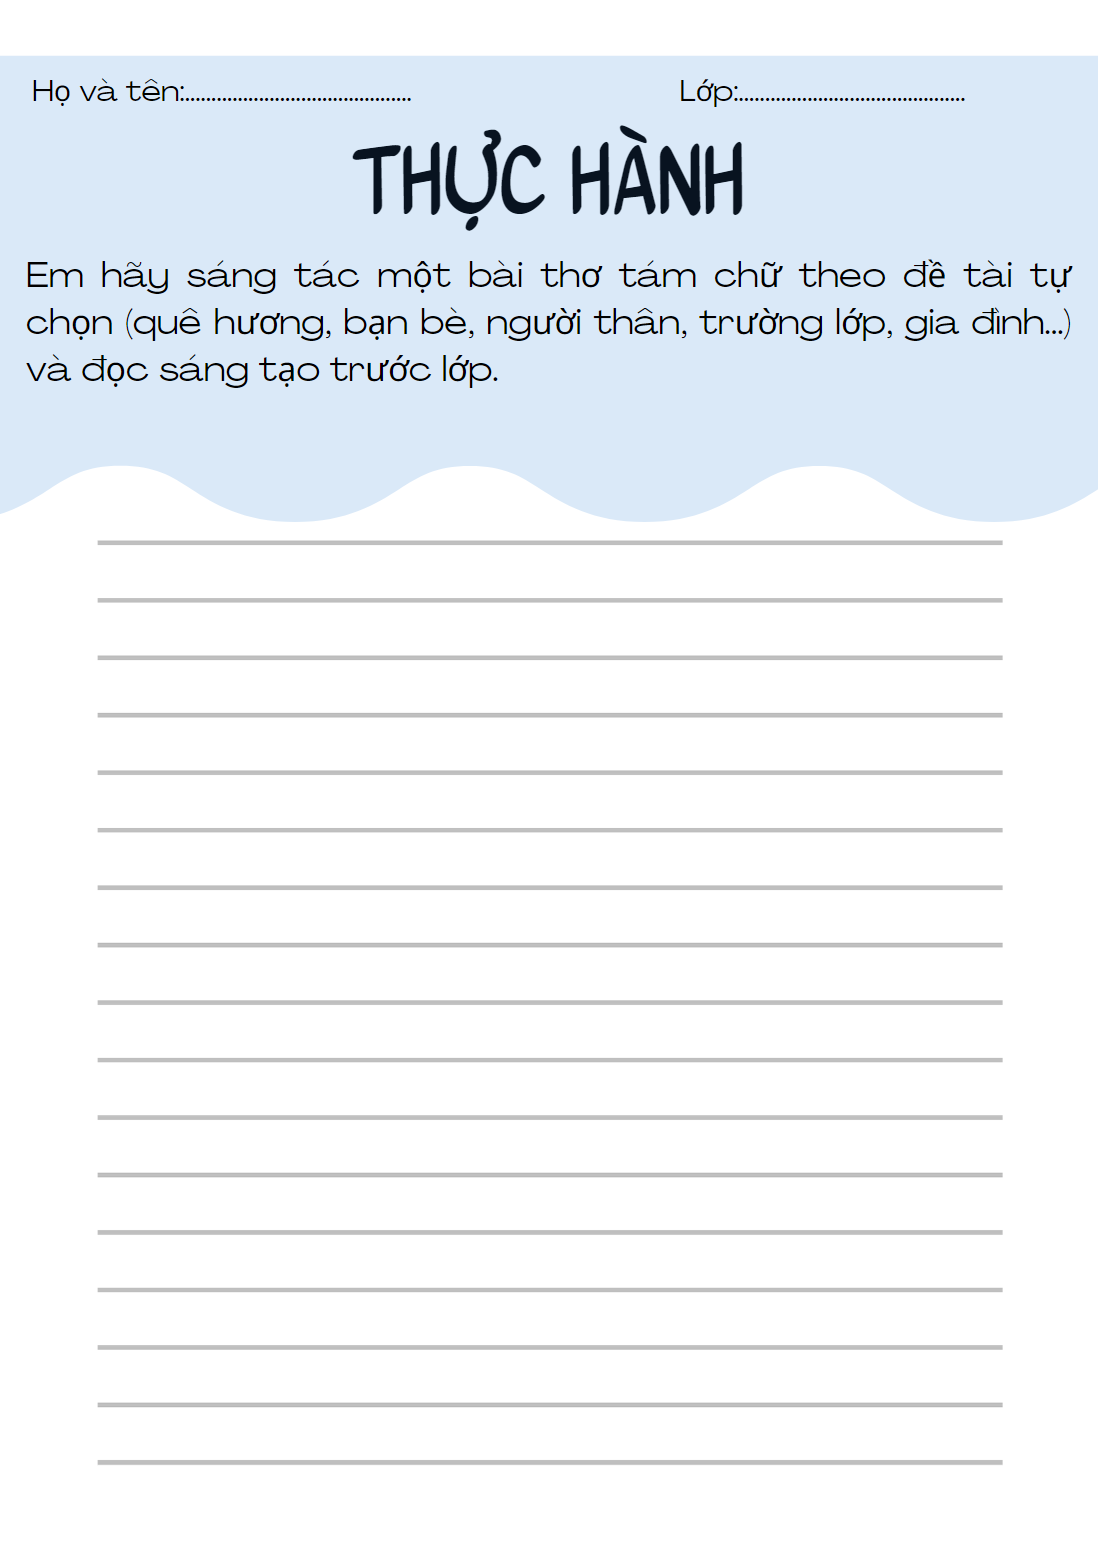 Họ và tên:............................................ Lớp:............................................
THỰC HÀNH
Em hãy sáng tác một bài thơ tám chữ theo đề tài tự
chọn (quê hương, bạn bè, người thân, trường lớp, gia đình...)
và đọc sáng tạo trước lớp.